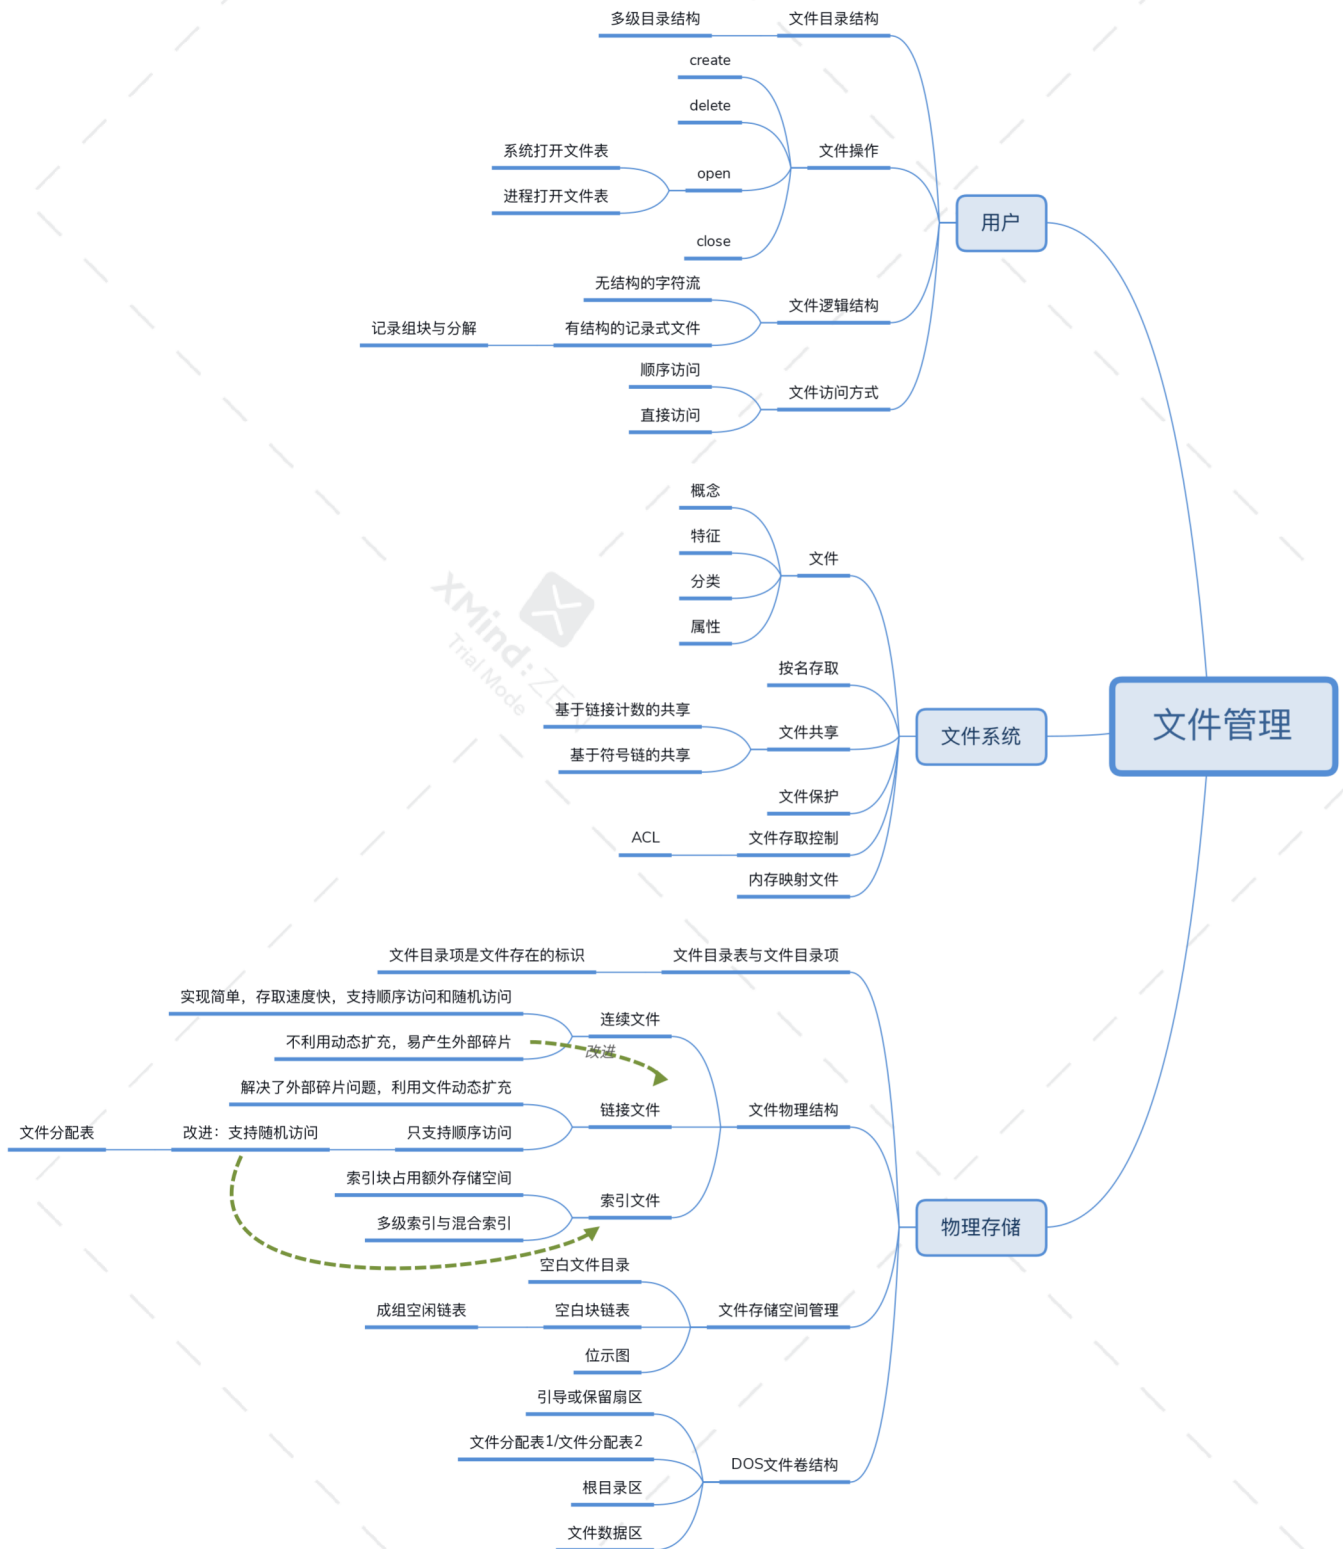 文件管理
用户
文件目录结构
多级目录结构
文件操作
create
delete
open
系统打开文件表
进程打开文件表
close
文件逻辑结构
无结构的字符流
有结构的记录式文件
记录组块与分解
文件访问方式
顺序访问
直接访问
文件系统
文件
概念
特征
分类
属性
按名存取
文件共享
基于链接计数的共享
基于符号链的共享
文件保护
文件存取控制
ACL
内存映射文件
物理存储
文件目录表与文件目录项
文件目录项是文件存在的标识
文件物理结构
连续文件
实现简单，存取速度快，支持顺序访问和随机访问
不利用动态扩充，易产生外部碎片
改进
链接文件
解决了外部碎片问题，利用文件动态扩充
只支持顺序访问
改进：支持随机访问
文件分配表
索引文件
索引块占用额外存储空间
多级索引与混合索引
文件存储空间管理
空白文件目录
空白块链表
成组空闲链表
位示图
DOS文件卷结构
引导或保留扇区
文件分配表1/文件分配表2
根目录区
文件数据区
XMind: ZEN
Trial Mode